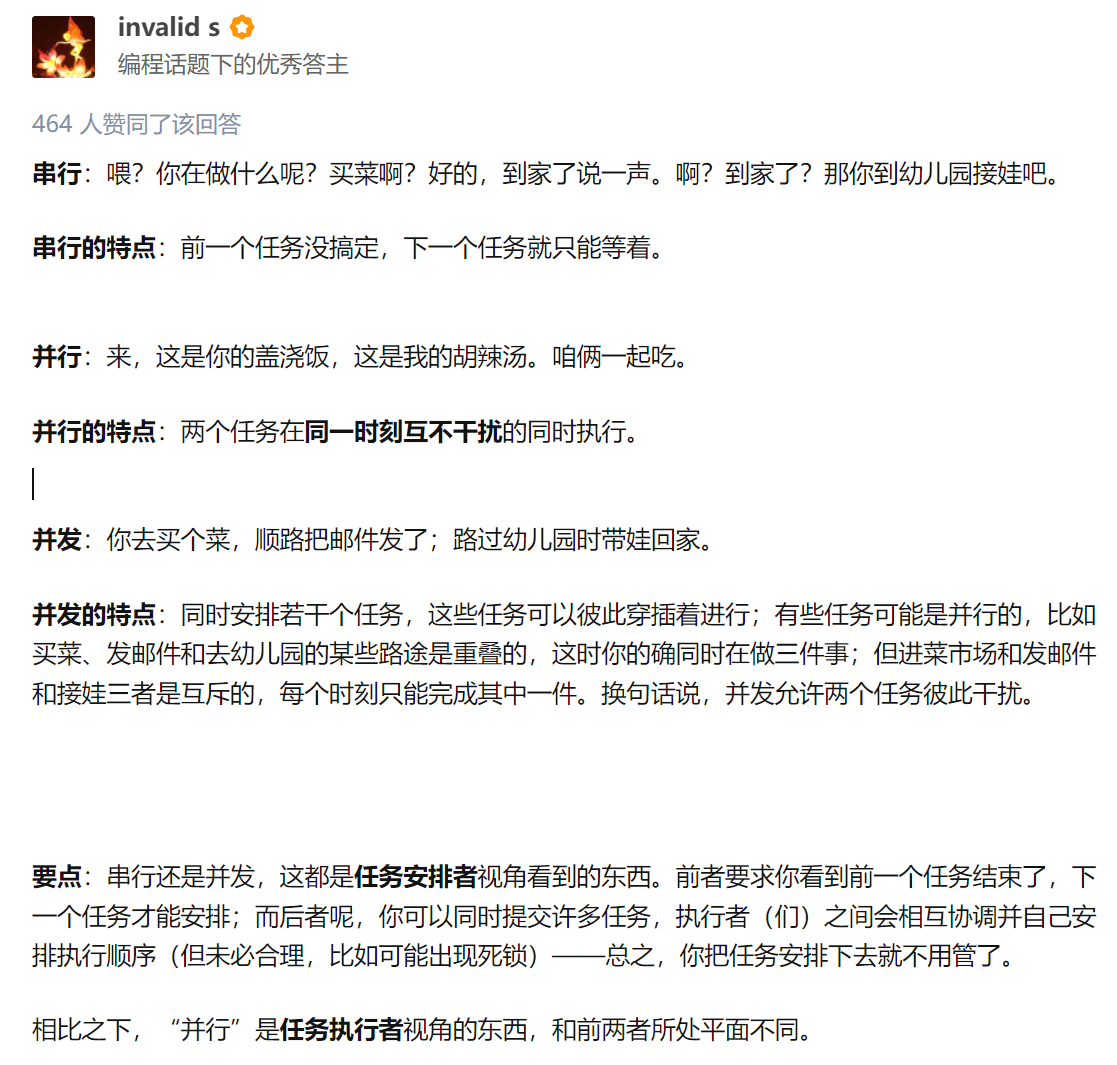 invalid s
编程话题下的优秀答主
464 人赞同了该回答
串行：喂？你在做什么呢？买菜啊？好的，到家了说一声。啊？到家了？那你到幼儿园接娃吧。
串行的特点：前一个任务没搞定，下一个任务就只能等着。
并行：来，这是你的盖浇饭，这是我的胡辣汤。咱俩一起吃。
并行的特点：两个任务在同一时刻互不干扰的同时执行。
并发：你去买个菜，顺路把邮件发了；路过幼儿园时带娃回家。
并发的特点：同时安排若干个任务，这些任务可以彼此穿插着进行；有些任务可能是并行的，比如
买菜、发邮件和去幼儿园的某些路途是重叠的，这时你的确同时在做三件事；但进菜市场和发邮件
和接娃三者是互斥的，每个时刻只能完成其中一件。换句话说，并发允许两个任务彼此干扰。
要点：串行还是并发，这都是任务安排者视角看到的东西。前者要求你看到前一个任务结束了，下
一个任务才能安排；而后者呢，你可以同时提交许多任务，执行者（们）之间会相互协调并自己安
排执行顺序（但未必合理，比如可能出现死锁）——总之，你把任务安排下去就不用管了。
相比之下，“并行”是任务执行者视角的东西，和前两者所处平面不同。